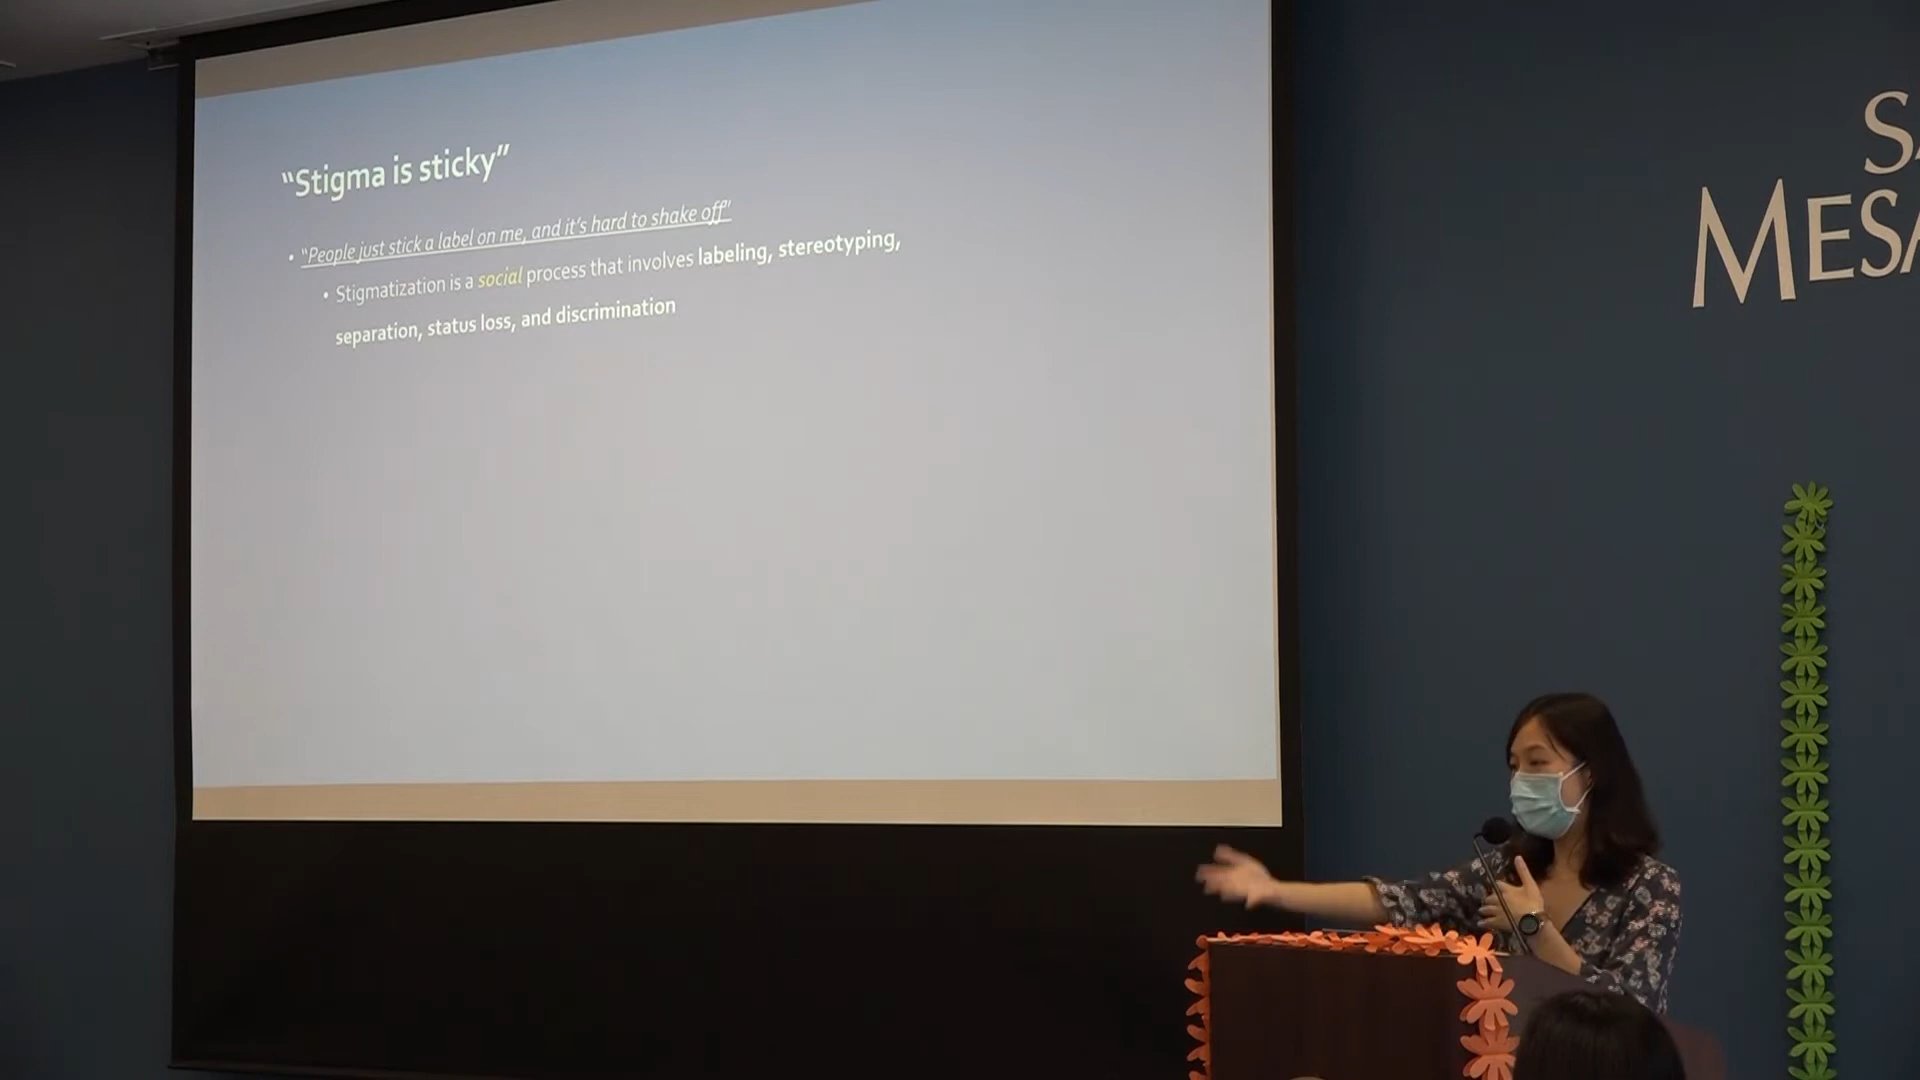 “Stigma is sticky”
• “People just stick a label on me, and it’s hard to shake off”
• Stigmatization is a social process that involves labeling, stereotyping,
separation, status loss, and discrimination
S
MESA